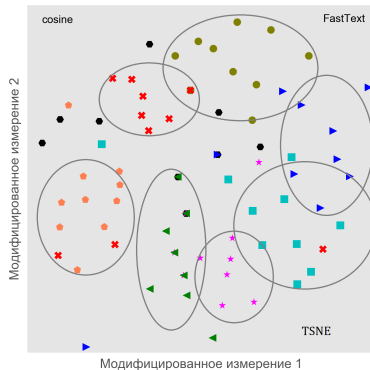 cosine
FastText
Модифицированное измерение 2
TSNE
Модифицированное измерение 1